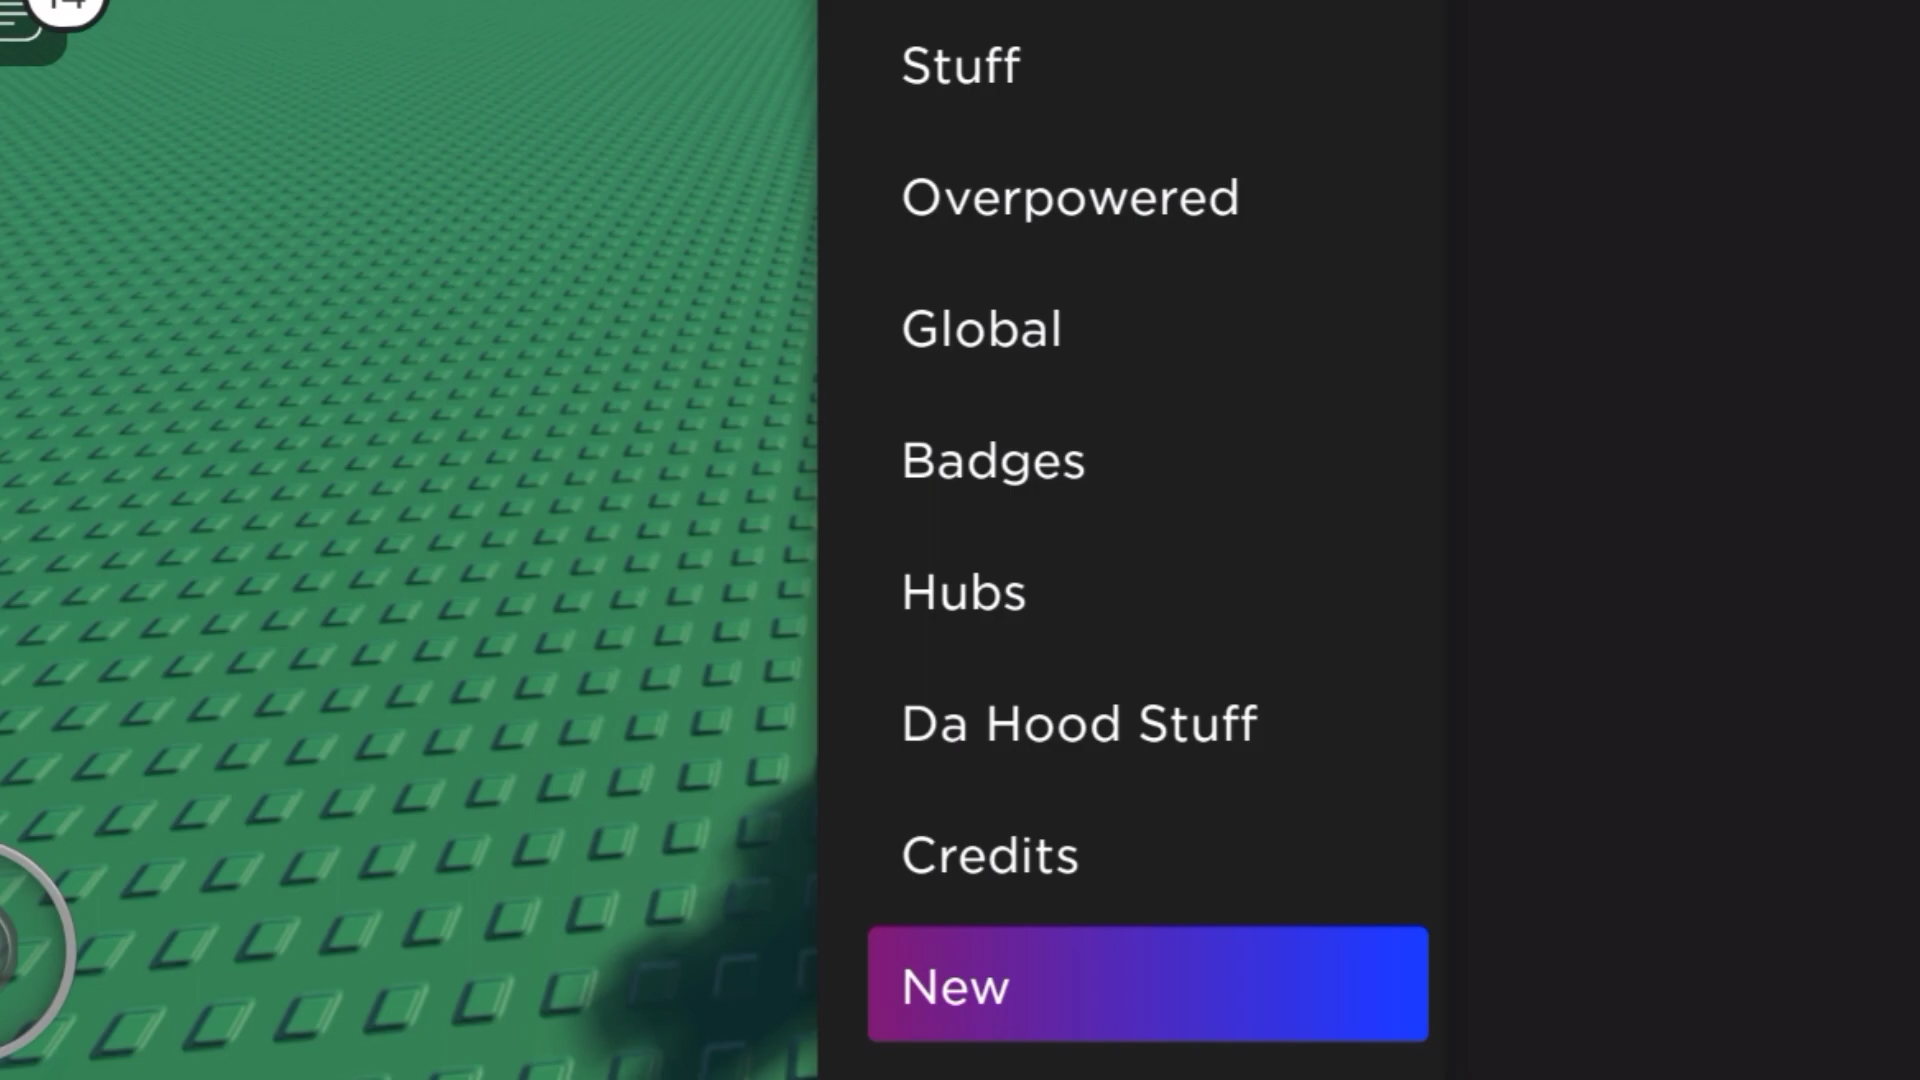 Stuff
Overpowered
Global
Badges
Hubs
Da Hood Stuff
Credits
New